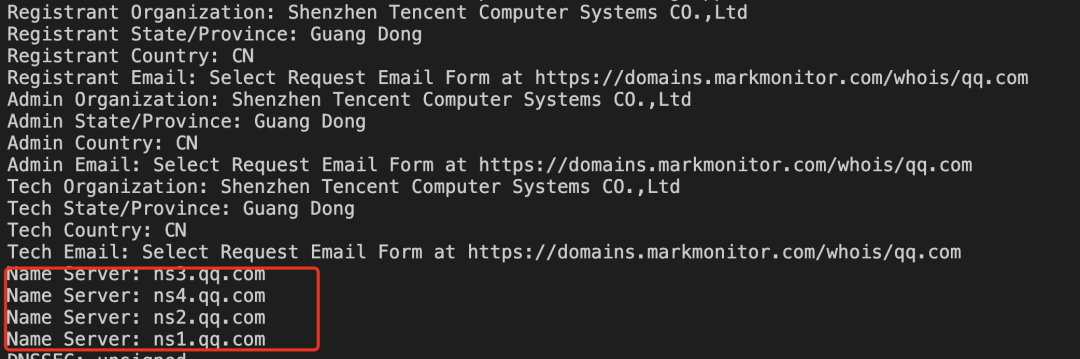 Registrant Organization: Shenzhen Tencent Computer Systems CO.,Ltd
Registrant State/Province: Guang Dong
Registrant Country: CN
Registrant Email: Select Request Email Form at https://domains.markmonitor.com/whois/qq.com
Admin Organization: Shenzhen Tencent Computer Systems CO.,Ltd
Admin State/Province: Guang Dong
Admin Country: CN
Admin Email: Select Request Email Form at https://domains.markmonitor.com/whois/qq.com
Tech Organization: Shenzhen Tencent Computer Systems CO.,Ltd
Tech State/Province: Guang Dong
Tech Country: CN
Tech Email: Select Request Email Form at https://domains.markmonitor.com/whois/qq.com
Name Server: ns3.qq.com
Name Server: ns4.qq.com
Name Server: ns2.qq.com
Name Server: ns1.qq.com
DNSSEC: unsigned